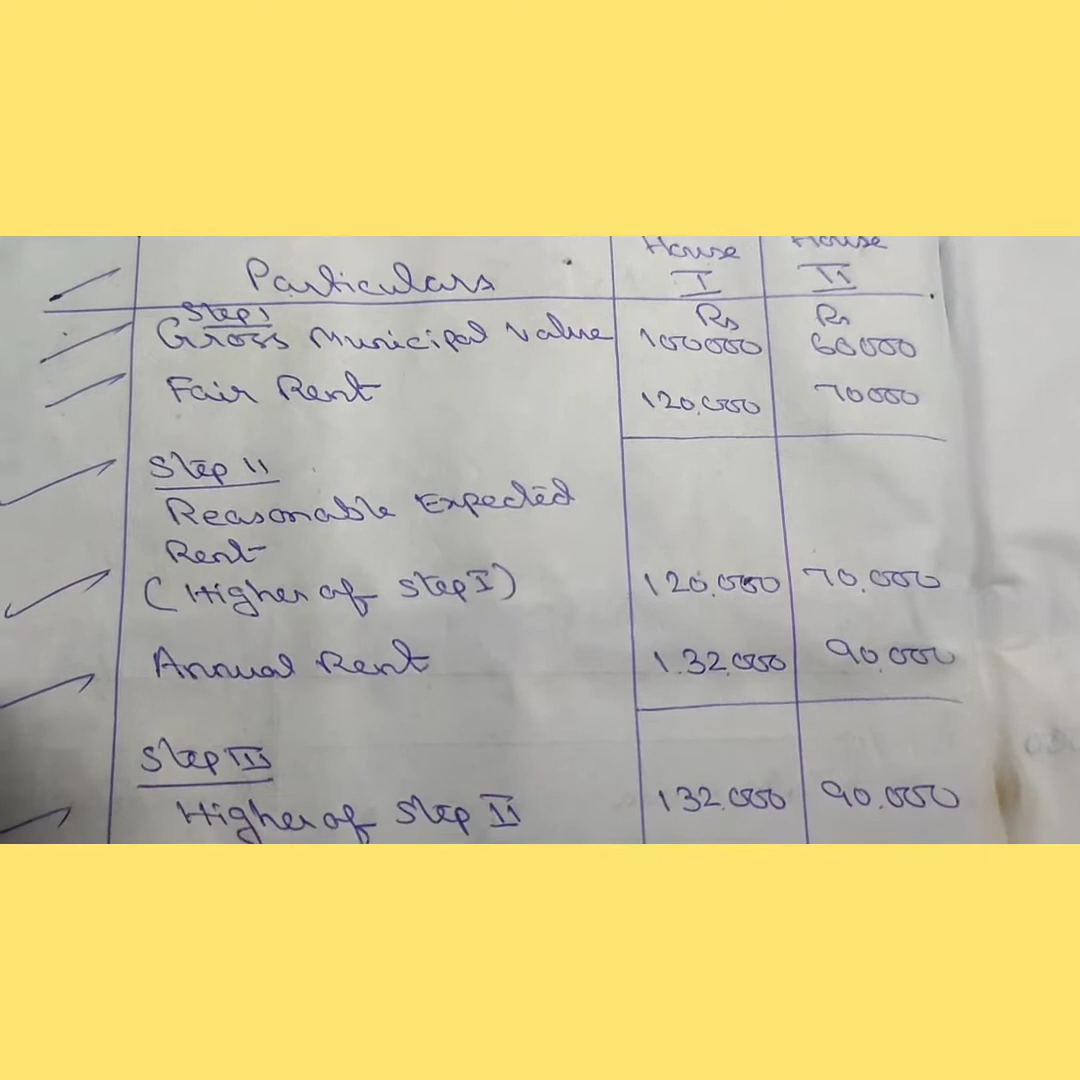 House House
Particulars I II
Step 1 Rs Rs
Gross Municipal Value 100000 60000
Fair Rent 120,000 70000
Step II
Reasonable Expected
Rent
(Higher of Step I) 120,000 70,000
Annual Rent 1.32,000 90,000
Step III
Higher of Step II 132,000 90,000